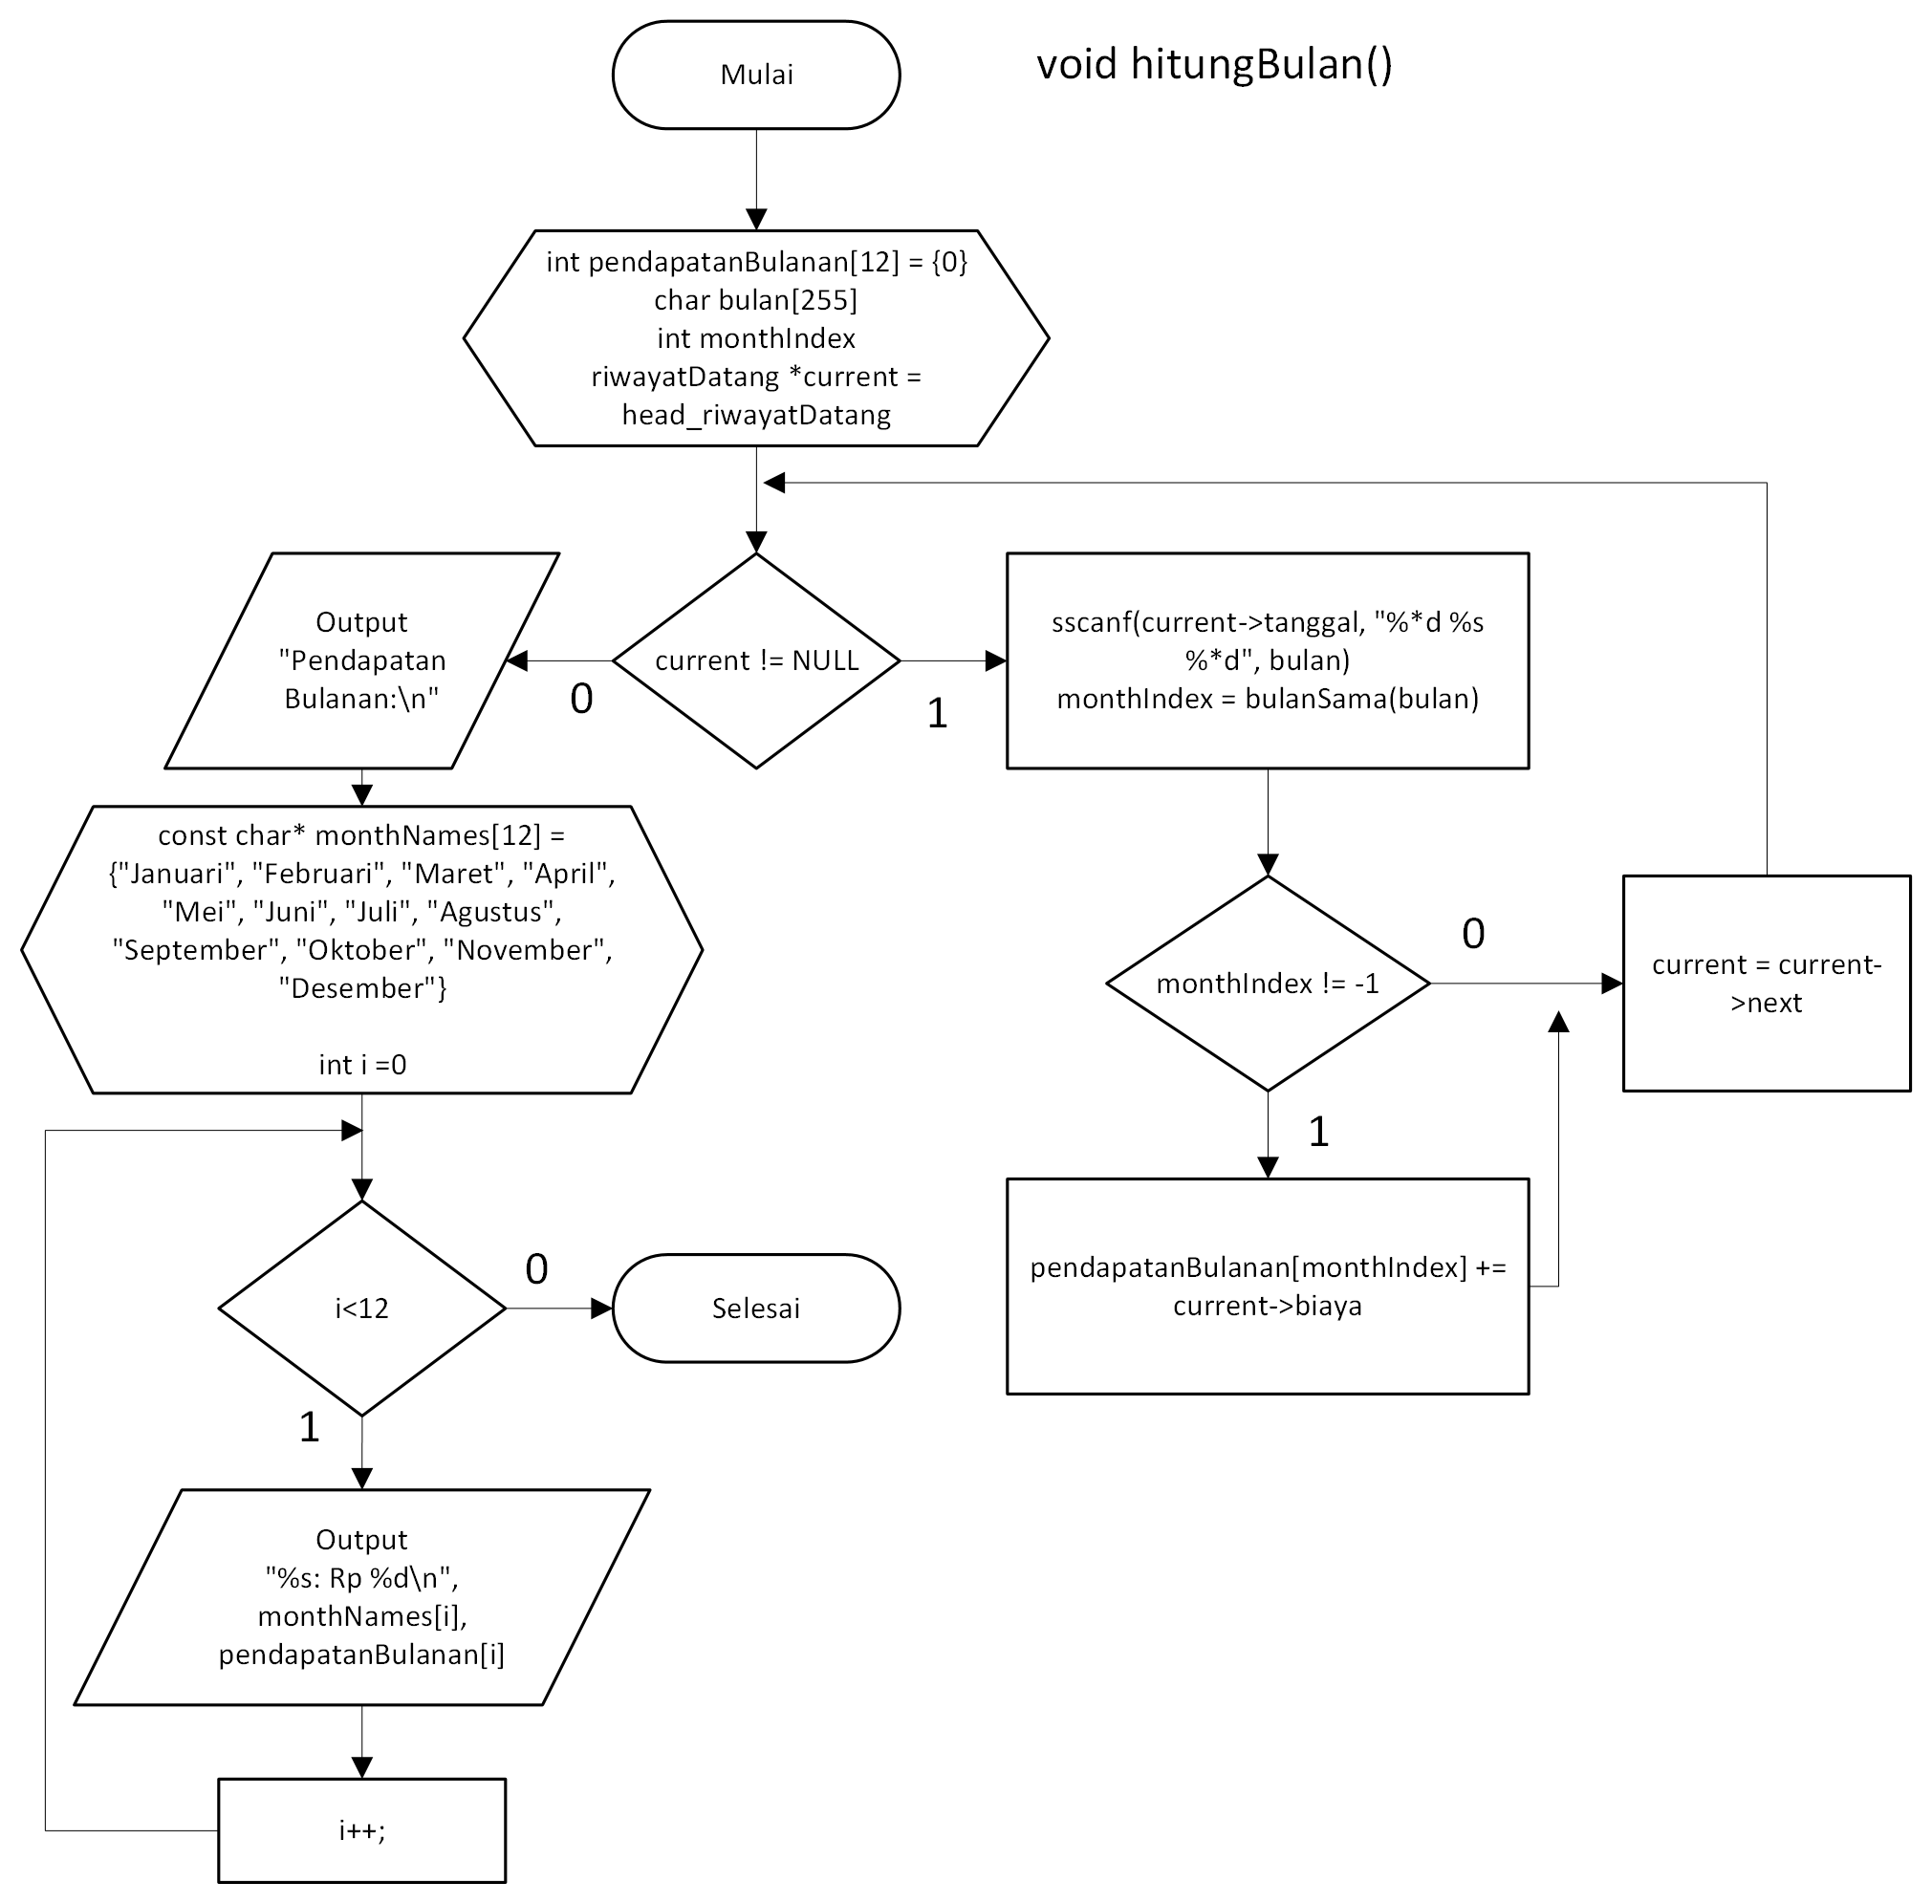 Mulai
void hitungBulan()
int pendapatanBulanan[12] = {0}
char bulan[255]
int monthIndex
riwayatDatang *current =
head_riwayatDatang
current != NULL
0
1
Output
"Pendapatan
Bulanan:\n"
sscanf(current->tanggal, "%*d %s
%*d", bulan)
monthIndex = bulanSama(bulan)
const char* monthNames[12] =
{"Januari", "Februari", "Maret", "April",
"Mei", "Juni", "Juli", "Agustus",
"September", "Oktober", "November",
"Desember"}
int i =0
monthIndex != -1
0
1
current = current-
>next
pendapatanBulanan[monthIndex] +=
current->biaya
i<12
0
1
Selesai
Output
"%s: Rp %d\n",
monthNames[i],
pendapatanBulanan[i]
i++;